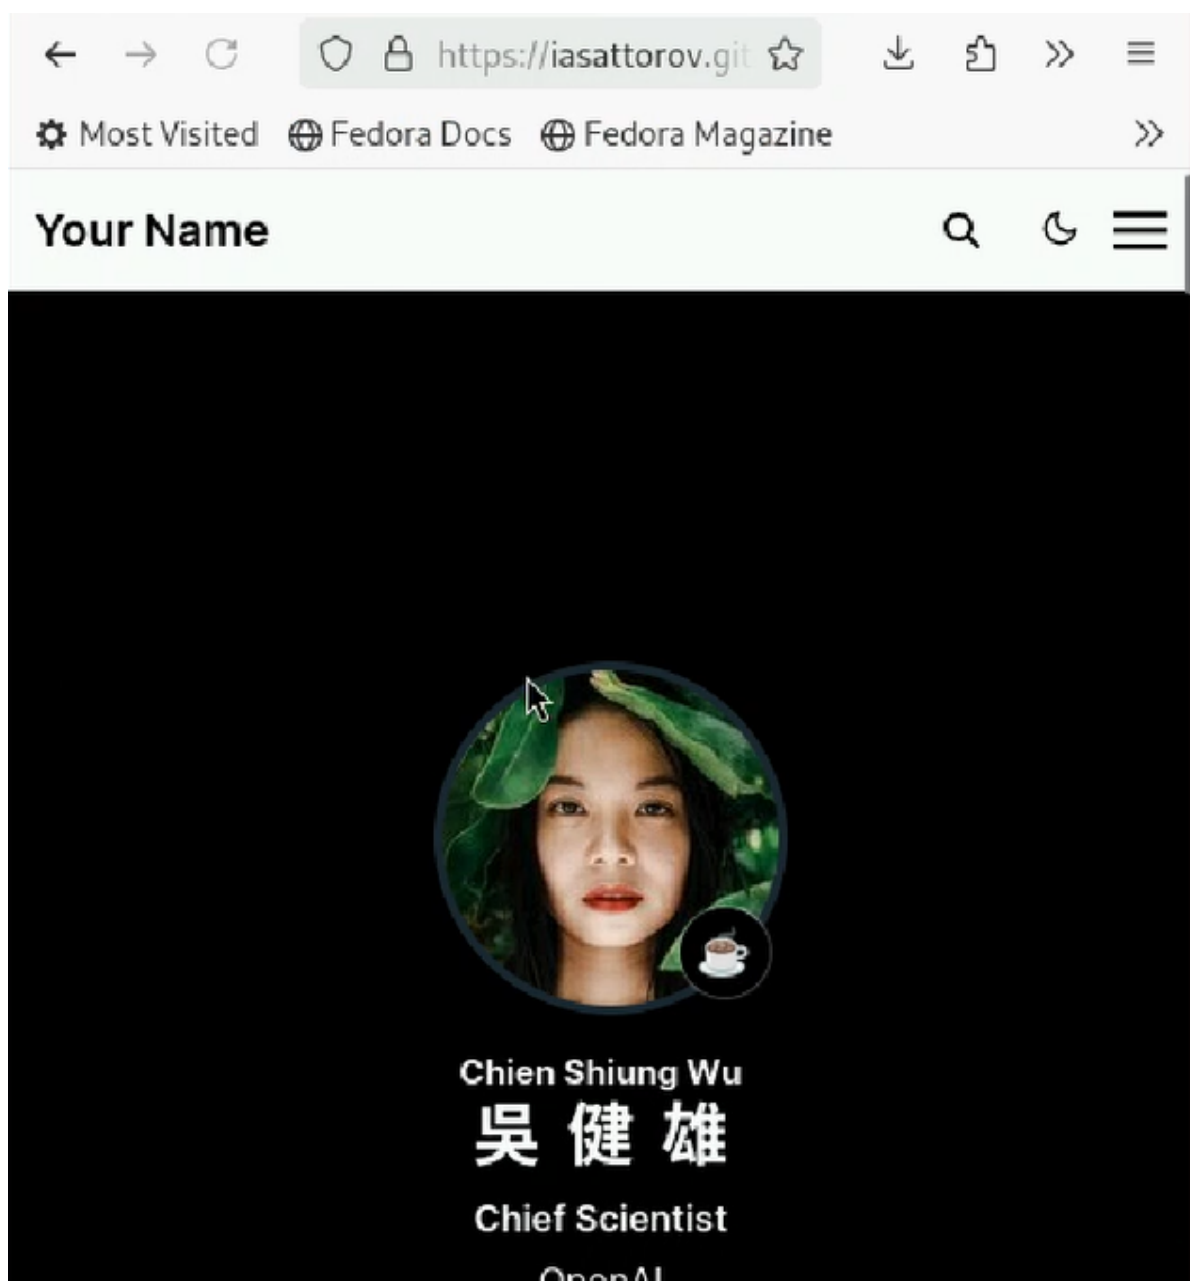 https://iasattorov.git
Most Visited Fedora Docs Fedora Magazine
Your Name
Chien Shiung Wu
吳健雄
Chief Scientist
OpenAI